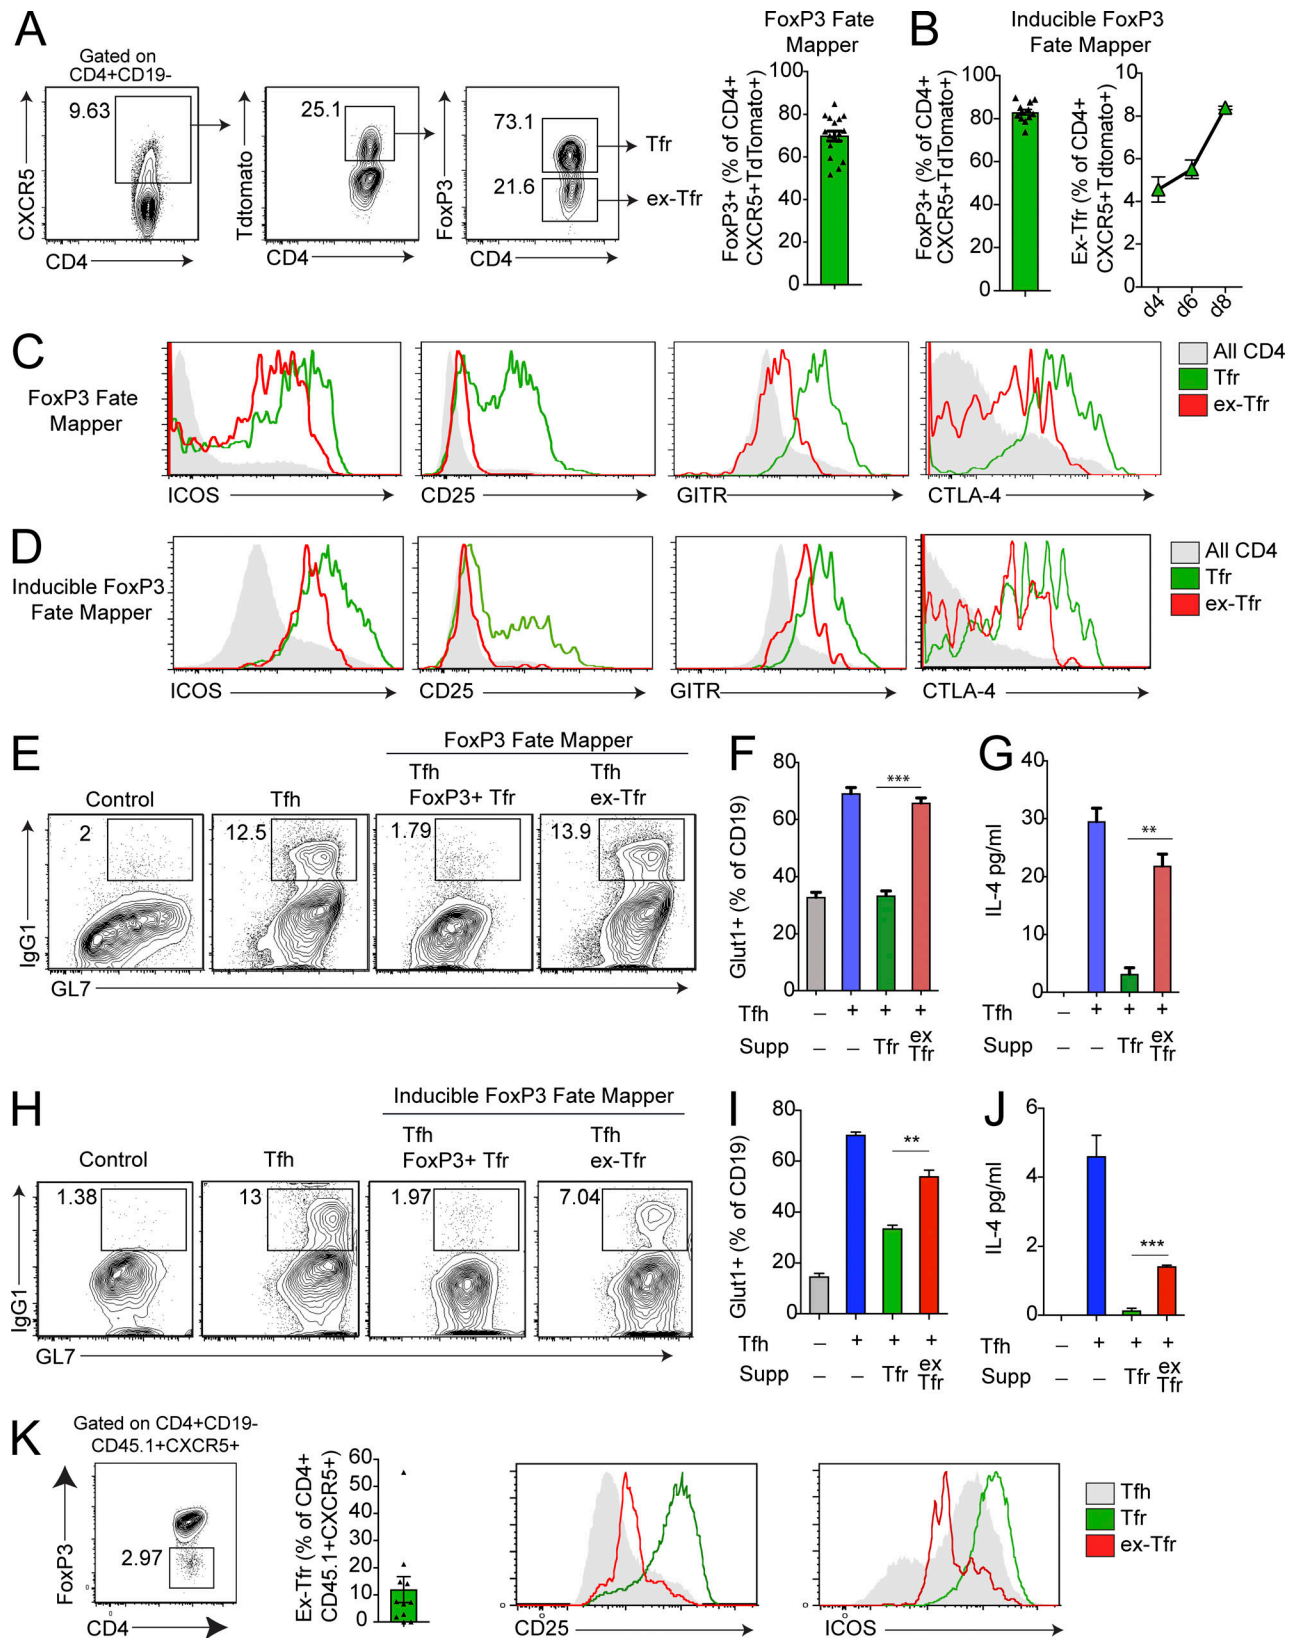 A
Gated on
CD4+CD19-
9.63
CXCR5
CD4
25.1
Tdtomato
CD4
73.1
21.6
FoxP3
CD4
Tfr
ex-Tfr
FoxP3 Fate
Mapper
FoxP3+ (% of CD4+
CXCR5+TdTomato+)
100
80
60
40
20
0
B
Inducible FoxP3
Fate Mapper
FoxP3+ (% of CD4+
CXCR5+TdTomato+)
100
80
60
40
20
0
Ex-Tfr (% of CD4+
CXCR5+Tdtomato+)
10
8
6
4
2
0
d4
d6
d8
C
FoxP3 Fate
Mapper
ICOS
CD25
GITR
CTLA-4
All CD4
Tfr
ex-Tfr
D
Inducible FoxP3
Fate Mapper
ICOS
CD25
GITR
CTLA-4
All CD4
Tfr
ex-Tfr
E
FoxP3 Fate Mapper
Control
Tfh
Tfh
FoxP3+ Tfr
Tfh
ex-Tfr
2
12.5
1.79
13.9
IgG1
GL7
F
Glut1+ (% of CD19)
80
60
40
20
0
***
Tfh – + + +
Supp – – Tfr ex Tfr
G
IL-4 pg/ml
40
30
20
10
0
**
Tfh – + + +
Supp – – Tfr ex Tfr
H
Inducible FoxP3 Fate Mapper
Control
Tfh
Tfh
FoxP3+ Tfr
Tfh
ex-Tfr
1.38
13
1.97
7.04
IgG1
GL7
I
Glut1+ (% of CD19)
80
60
40
20
0
**
Tfh – + + +
Supp – – Tfr ex Tfr
J
IL-4 pg/ml
6
4
2
0
***
Tfh – + + +
Supp – – Tfr ex Tfr
K
Gated on CD4+CD19-
CD45.1+CXCR5+
FoxP3
2.97
0
0
CD4
Ex-Tfr (% of CD4+
CD45.1+CXCR5+)
60
50
40
30
20
10
0
0
0
CD25
0
0
ICOS
Tfh
Tfr
ex-Tfr